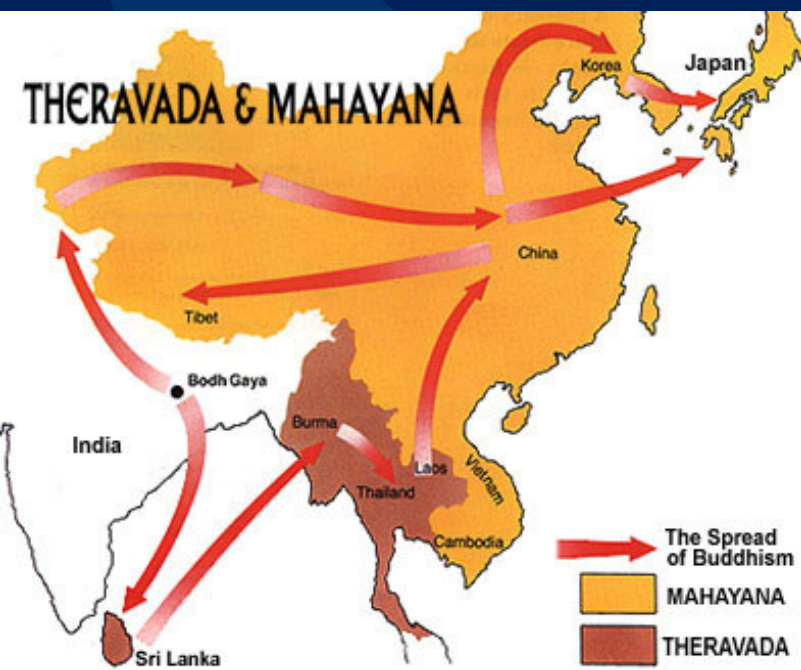 THERAVADA & MAHAYANA
Korea
Japan
China
Tibet
Bodh Gaya
India
Burma
Laos
Thailand
Vietnam
Cambodia
Sri Lanka
The Spread
of Buddhism
MAHAYANA
THERAVADA